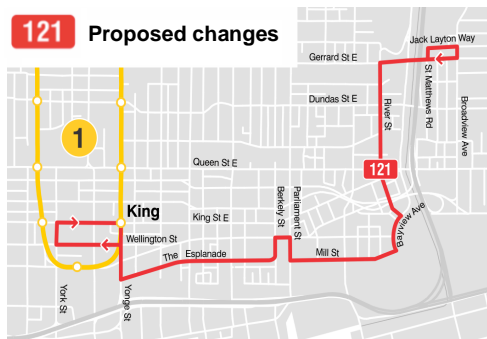 121 Proposed changes
Jack Layton Way
Gerrard St E
St Matthews Rd
Dundas St E
River St
Broadview Ave
1
Queen St E
121
Berkely St
Parliament St
King
King St E
Bayview Ave
Wellington St
The Esplanade
Mill St
York St
Yonge St